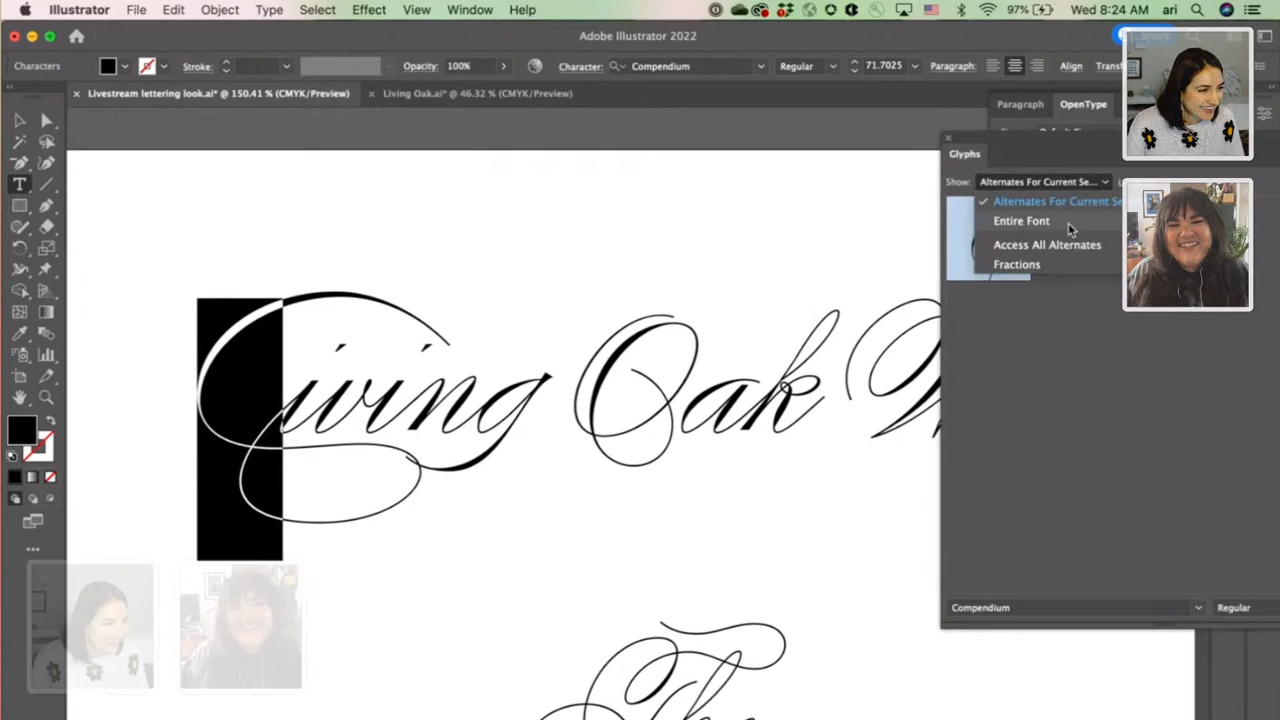 Illustrator File Edit Object Type Select Effect View Window Help 97% Wed 8:24 AM ari
Adobe Illustrator 2022 Share
Characters Stroke: Opacity: 100% Character: Compendium Regular 71.7025 Paragraph: Align
× Livestream lettering look.ai* @ 150.41 % (CMYK/Preview) × Living Oak.ai* @ 46.32 % (CMYK/Preview)
Paragraph OpenType
Glyphs
Show: Alternates For Current Se...
✓ Alternates For Current Se
Entire Font
Access All Alternates
Fractions
Living Oak
The
Compendium Regular